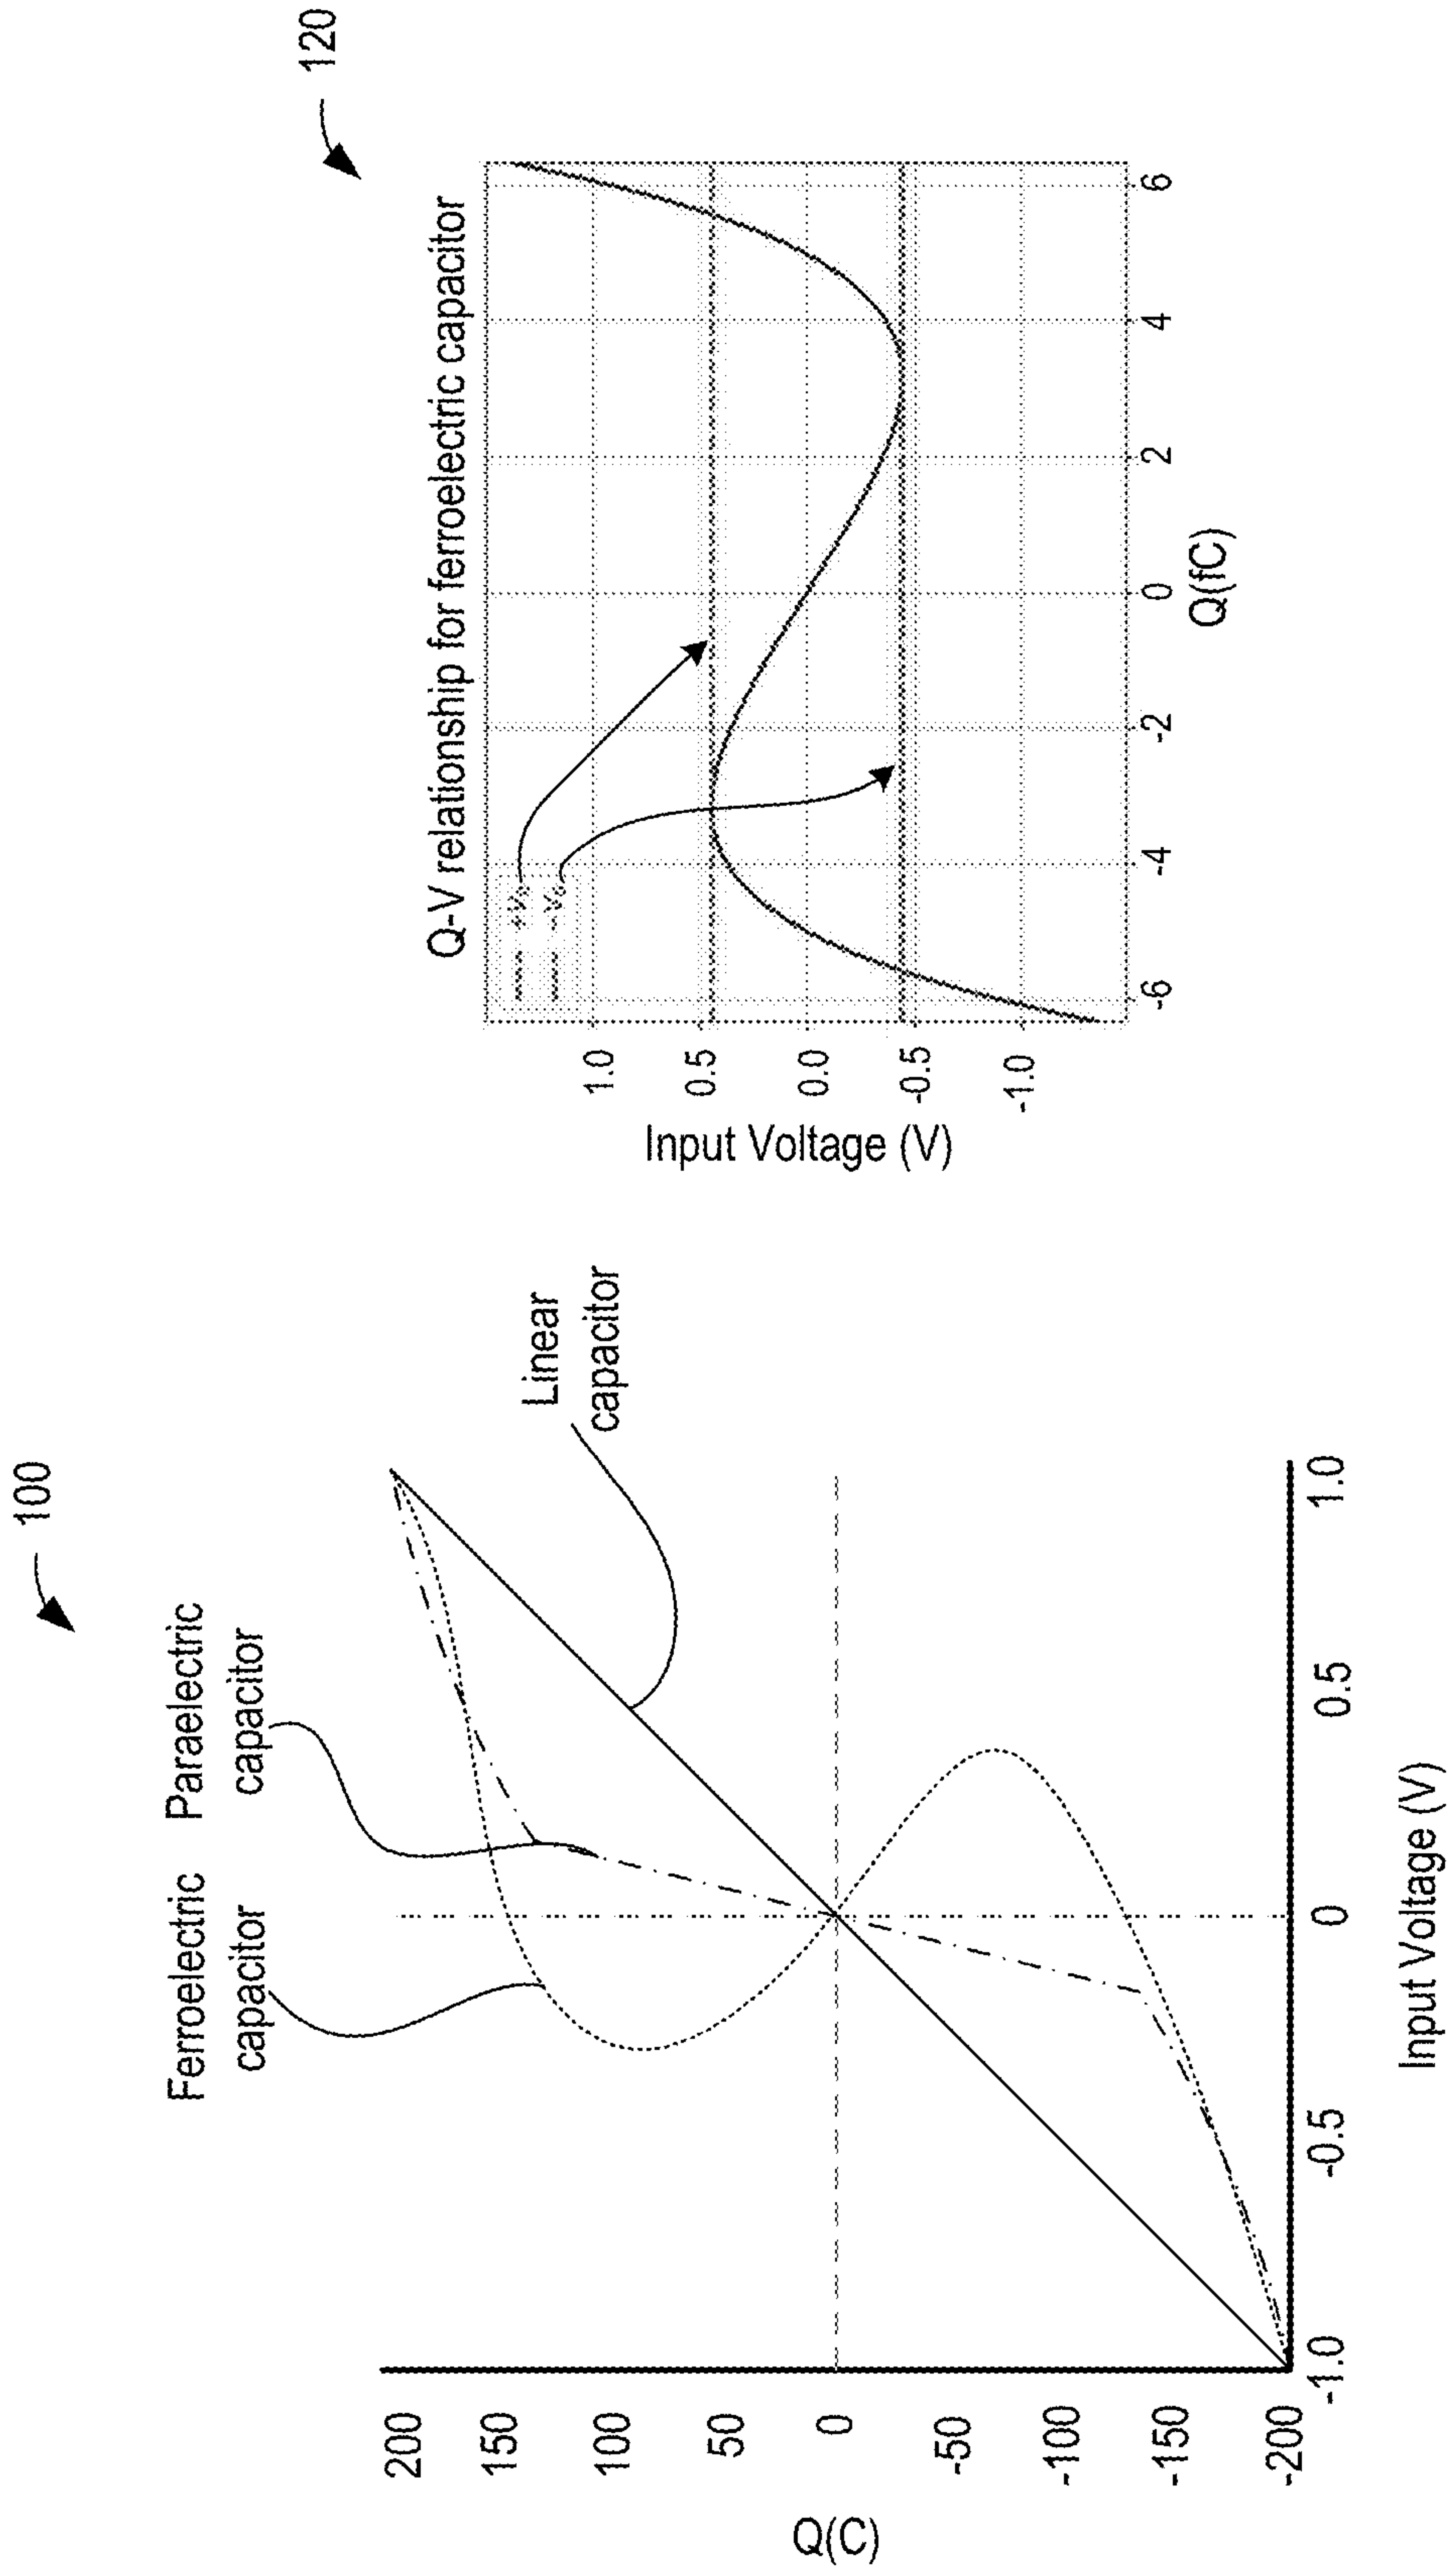 100
Ferroelectric
capacitor
Paraelectric
capacitor
Linear
capacitor
200
150
100
50
0
-50
-100
-150
-200
Q(C)
-1.0
-0.5
0
0.5
1.0
Input Voltage (V)
120
Q-V relationship for ferroelectric capacitor
1.0
0.5
0.0
-0.5
-1.0
Input Voltage (V)
-6
-4
-2
0
2
4
6
Q(fC)